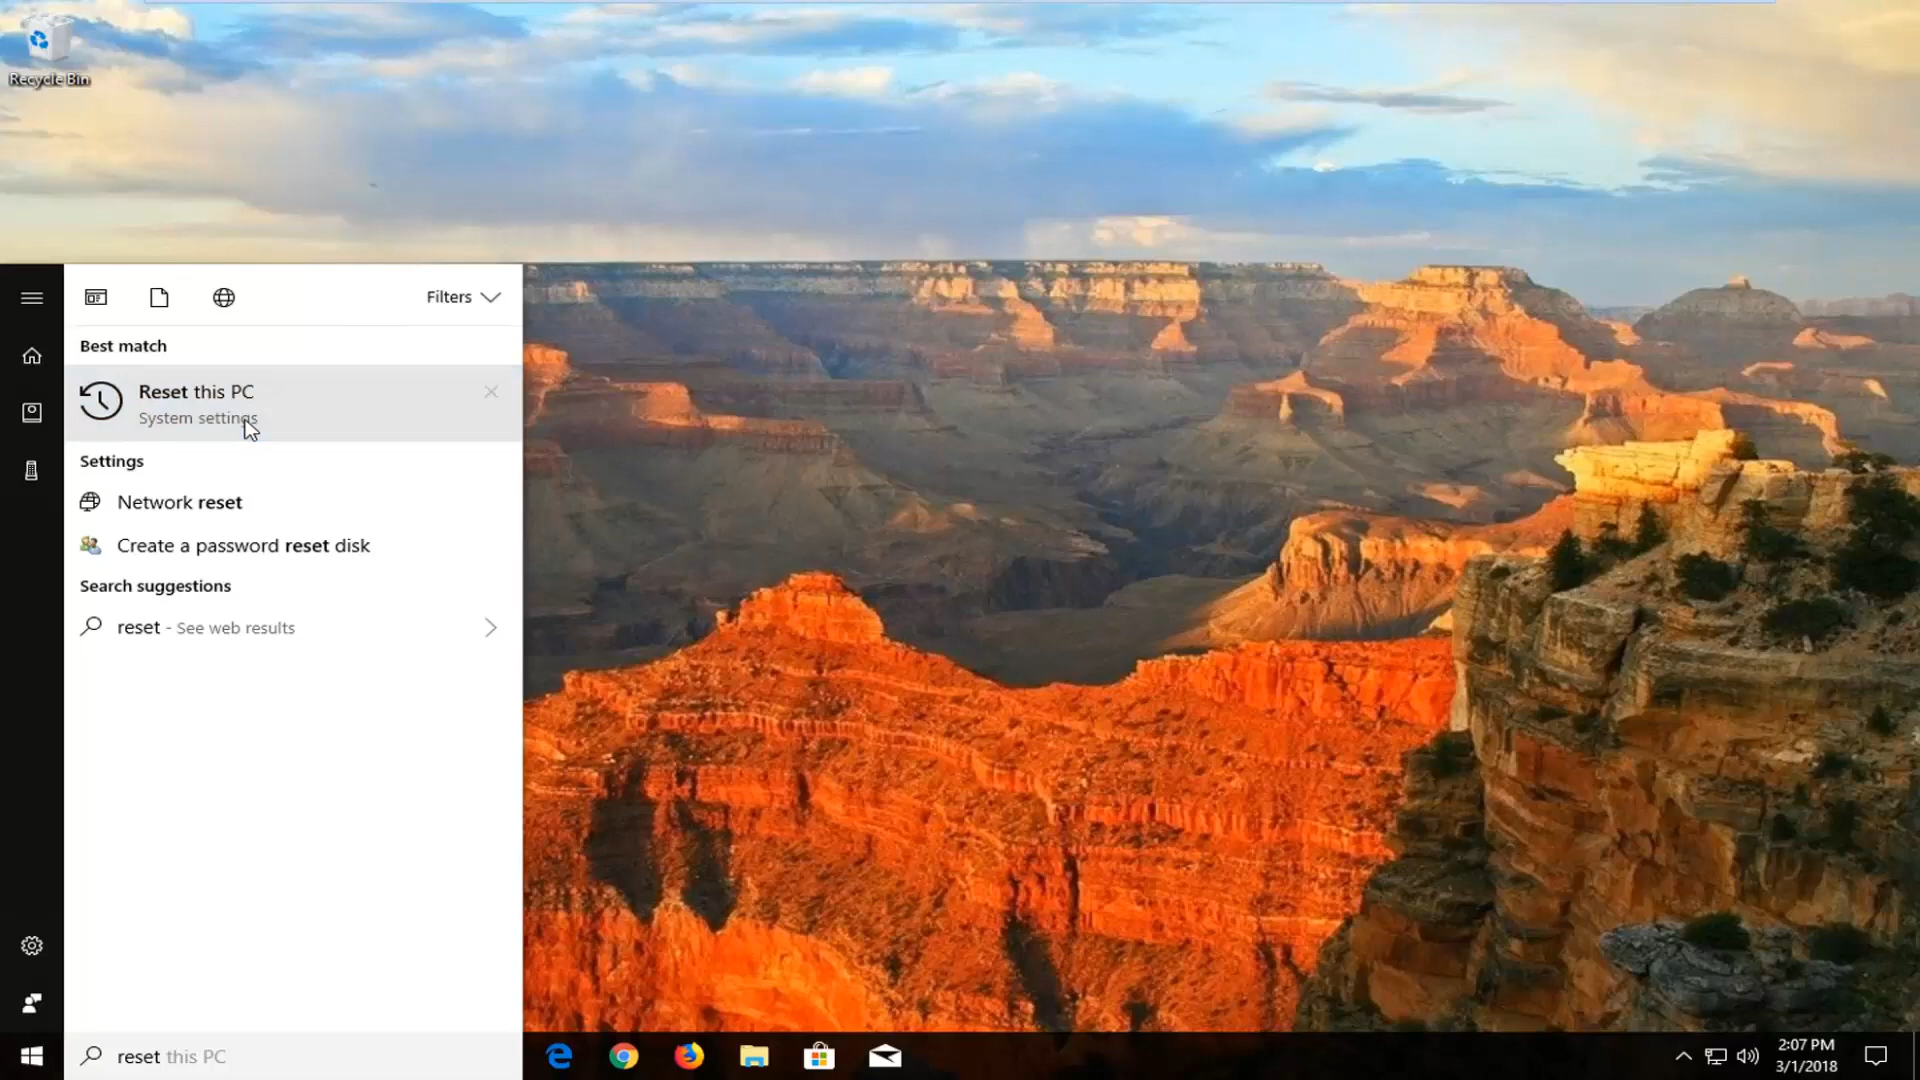 Recycle Bin
Filters
Best match
Reset this PC
System settings
Settings
Network reset
Create a password reset disk
Search suggestions
reset - See web results
reset this PC
2:07 PM
3/1/2018